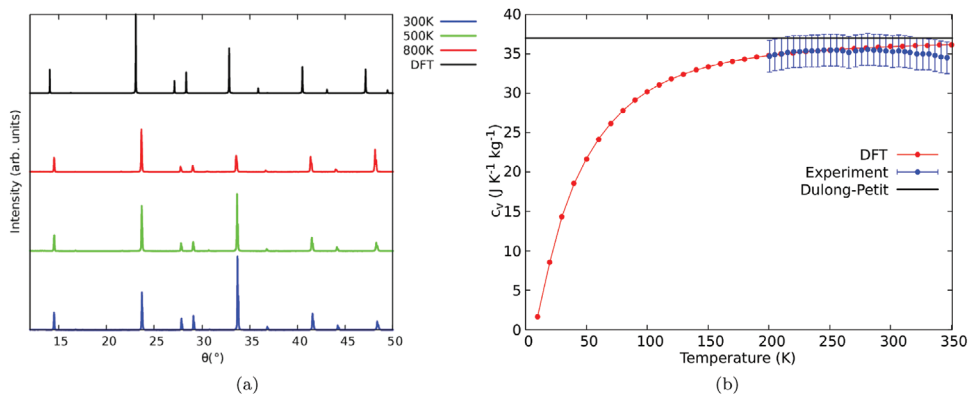 300K
500K
800K
DFT
Intensity (arb. units)
15 20 25 30 35 40 45 50
θ(°)
(a)
40
35
30
25
20
15
10
5
0
c_V (J K⁻¹ kg⁻¹)
DFT
Experiment
Dulong-Petit
0 50 100 150 200 250 300 350
Temperature (K)
(b)